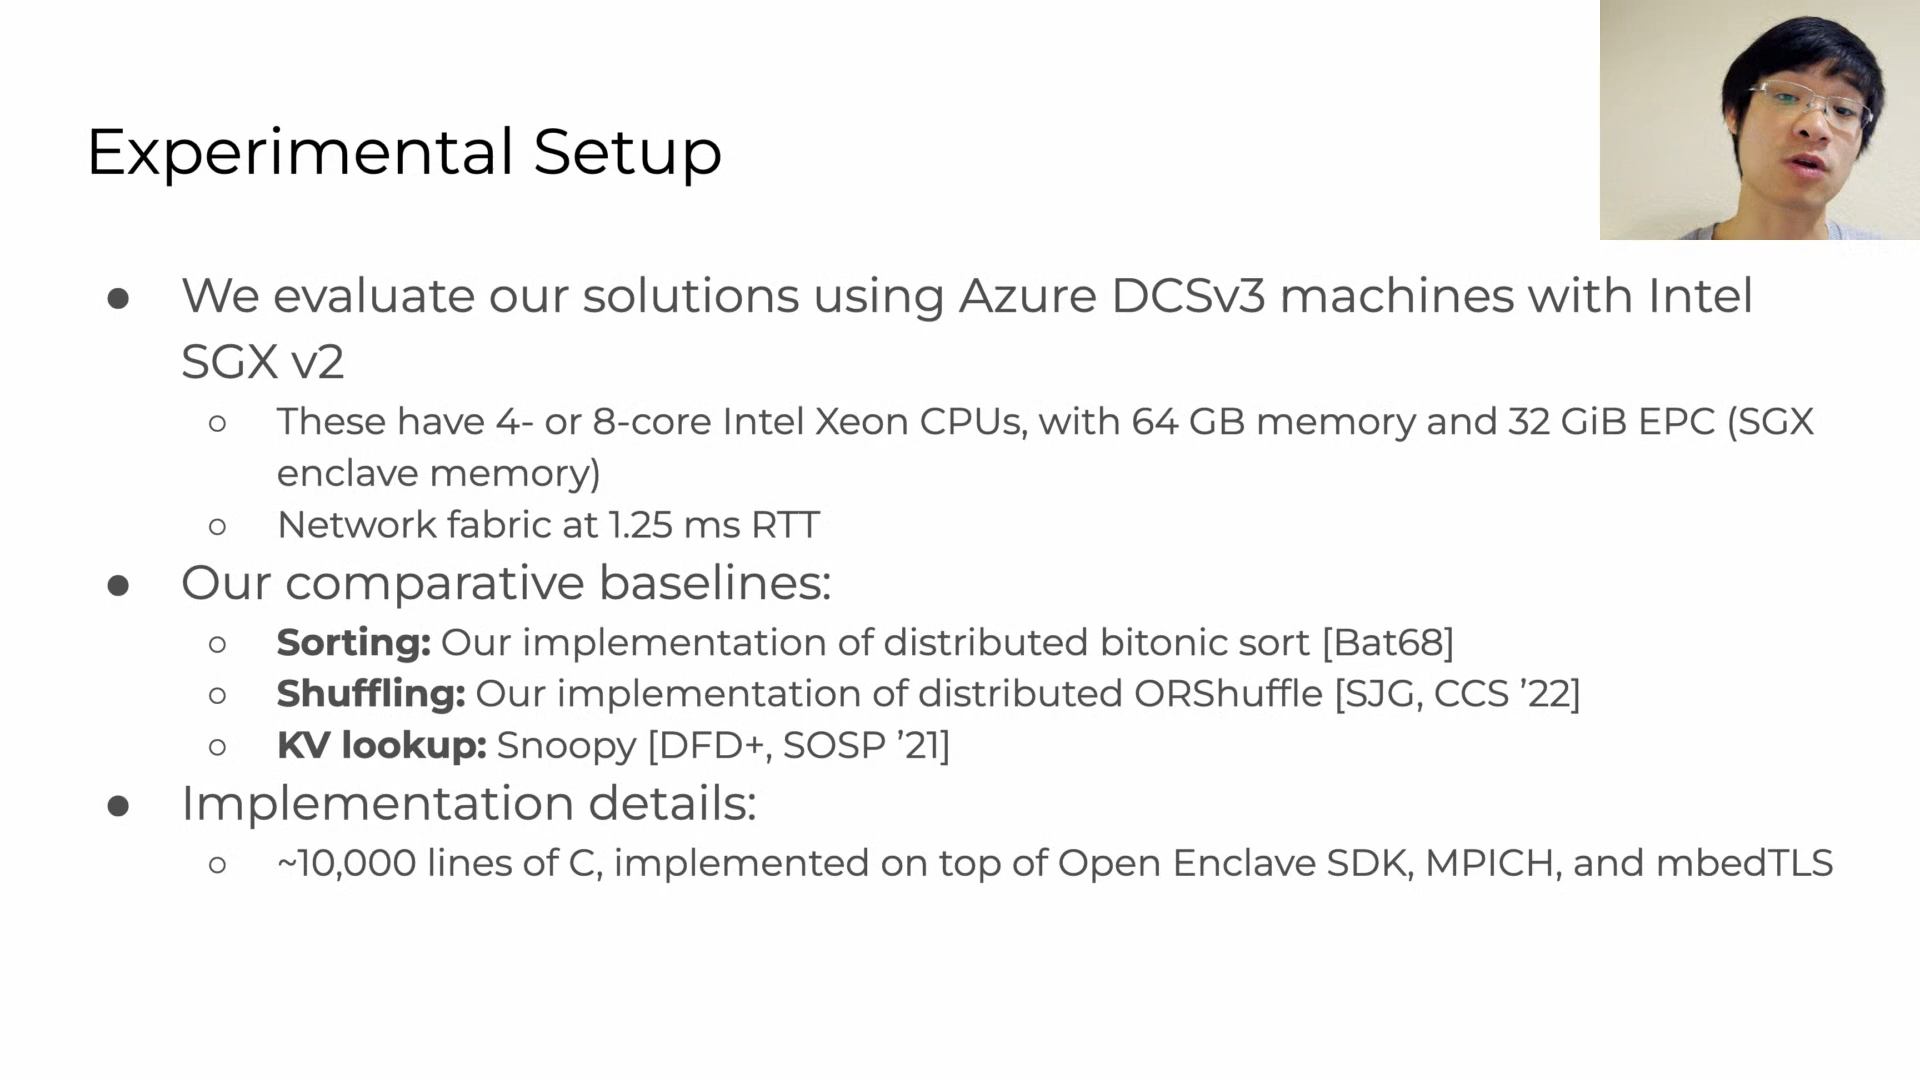 Experimental Setup
● We evaluate our solutions using Azure DCSv3 machines with Intel
SGX v2
○ These have 4- or 8-core Intel Xeon CPUs, with 64 GB memory and 32 GiB EPC (SGX
enclave memory)
○ Network fabric at 1.25 ms RTT
● Our comparative baselines:
○ Sorting: Our implementation of distributed bitonic sort [Bat68]
○ Shuffling: Our implementation of distributed ORShuffle [SJG, CCS ’22]
○ KV lookup: Snoopy [DFD+, SOSP ’21]
● Implementation details:
○ ~10,000 lines of C, implemented on top of Open Enclave SDK, MPICH, and mbedTLS